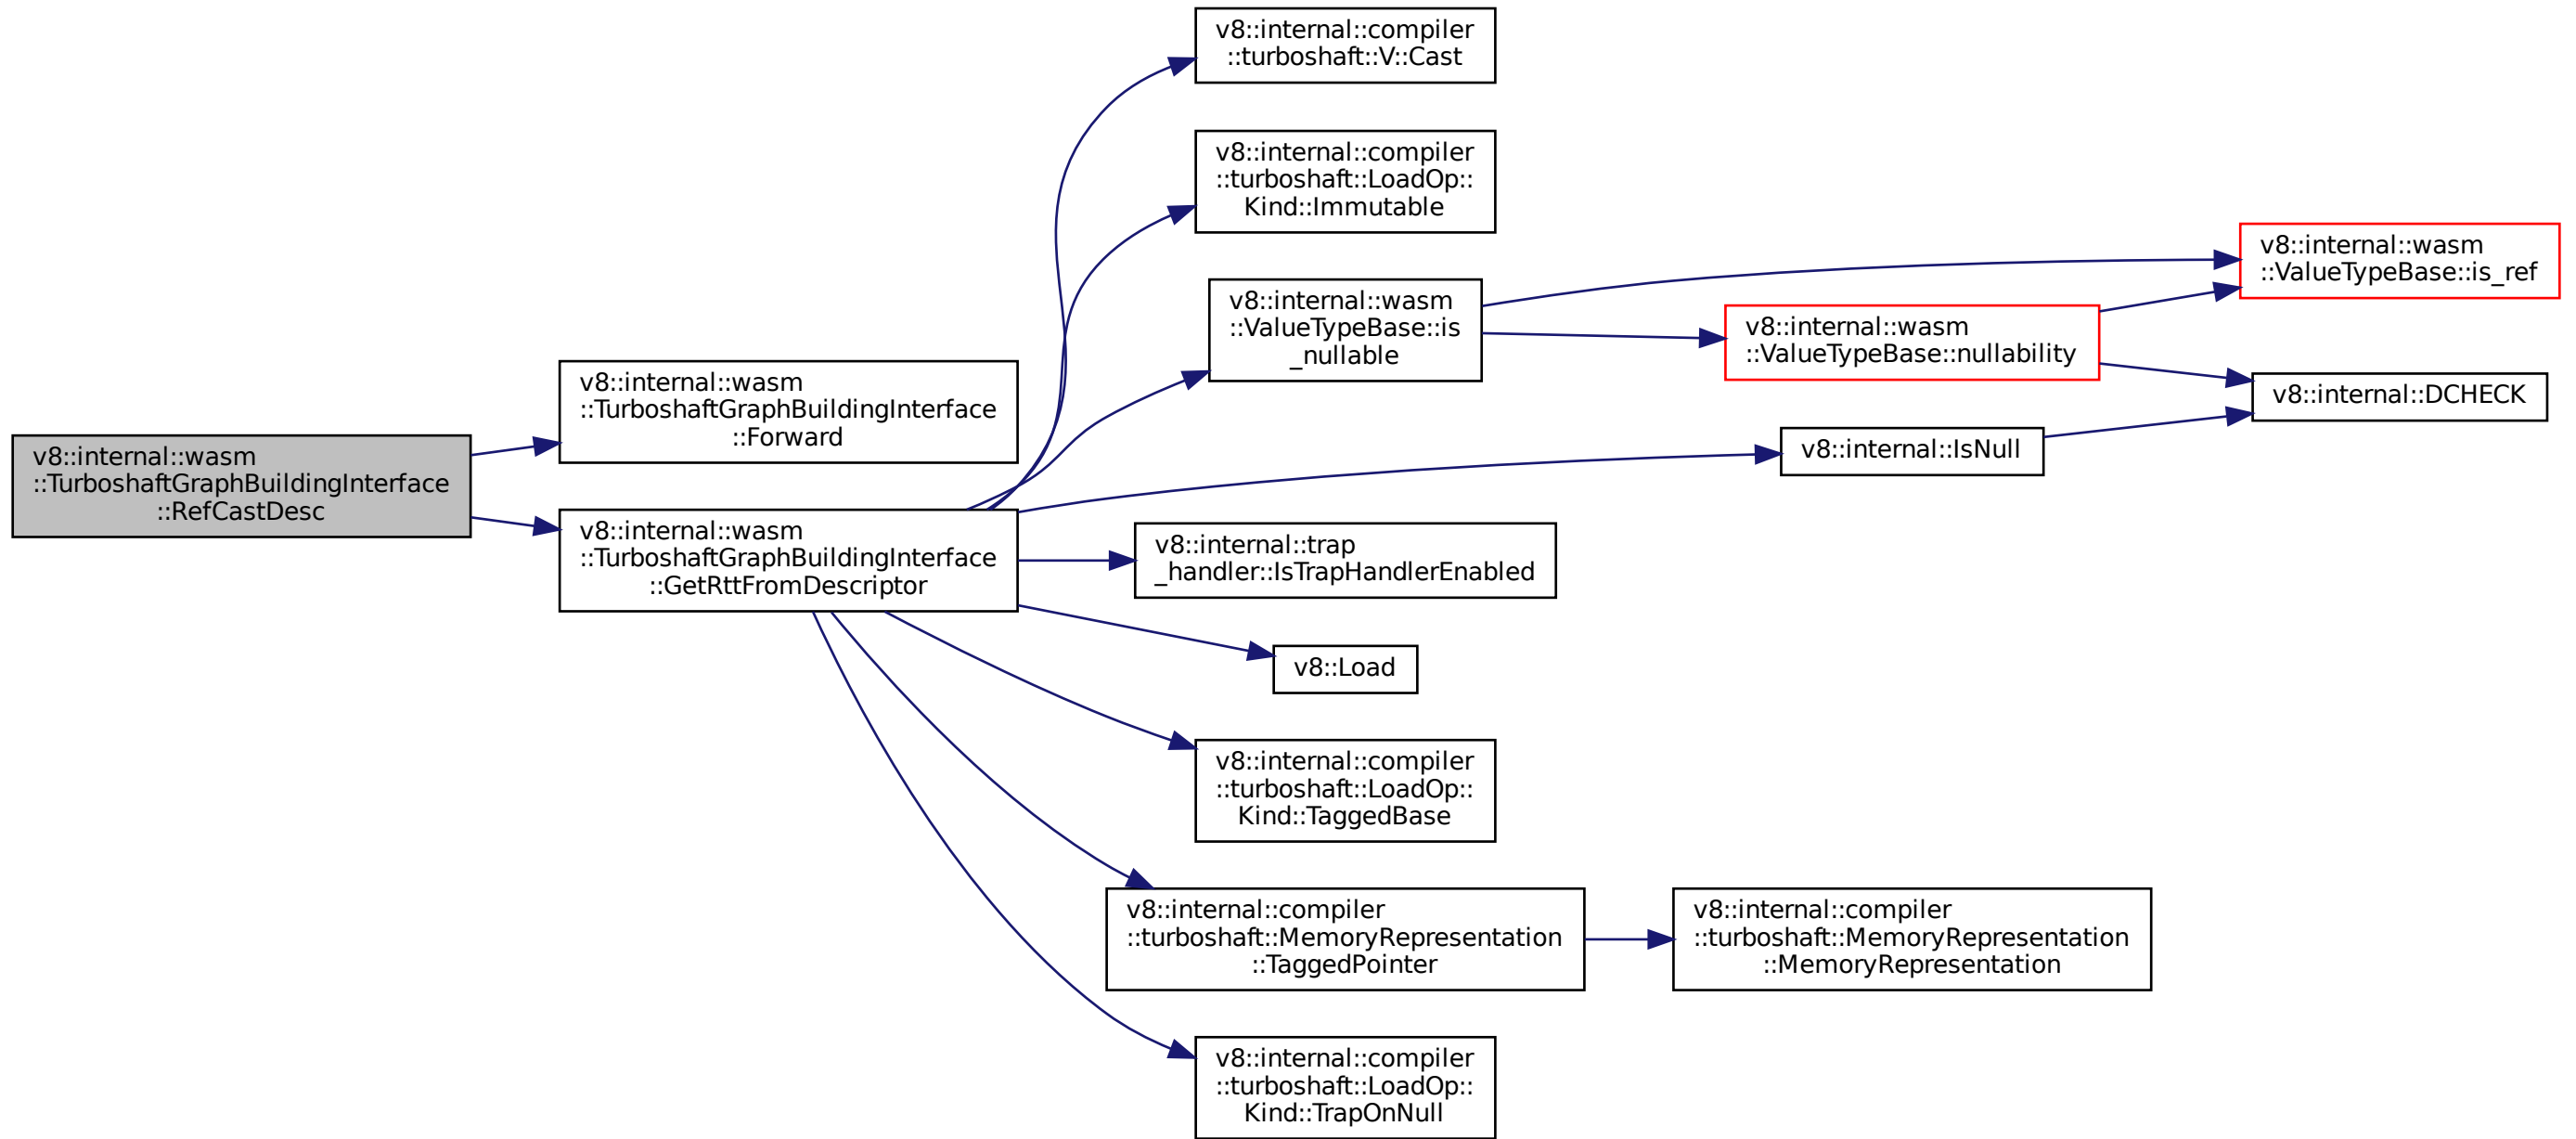 v8::internal::compiler
::turboshaft::V::Cast
v8::internal::compiler
::turboshaft::LoadOp::
Kind::Immutable
v8::internal::wasm
::ValueTypeBase::is
_nullable
v8::internal::wasm
::ValueTypeBase::is_ref
v8::internal::wasm
::ValueTypeBase::nullability
v8::internal::DCHECK
v8::internal::wasm
::TurboshaftGraphBuildingInterface
::Forward
v8::internal::IsNull
v8::internal::wasm
::TurboshaftGraphBuildingInterface
::RefCastDesc
v8::internal::wasm
::TurboshaftGraphBuildingInterface
::GetRttFromDescriptor
v8::internal::trap
_handler::IsTrapHandlerEnabled
v8::Load
v8::internal::compiler
::turboshaft::LoadOp::
Kind::TaggedBase
v8::internal::compiler
::turboshaft::MemoryRepresentation
::TaggedPointer
v8::internal::compiler
::turboshaft::MemoryRepresentation
::MemoryRepresentation
v8::internal::compiler
::turboshaft::LoadOp::
Kind::TrapOnNull